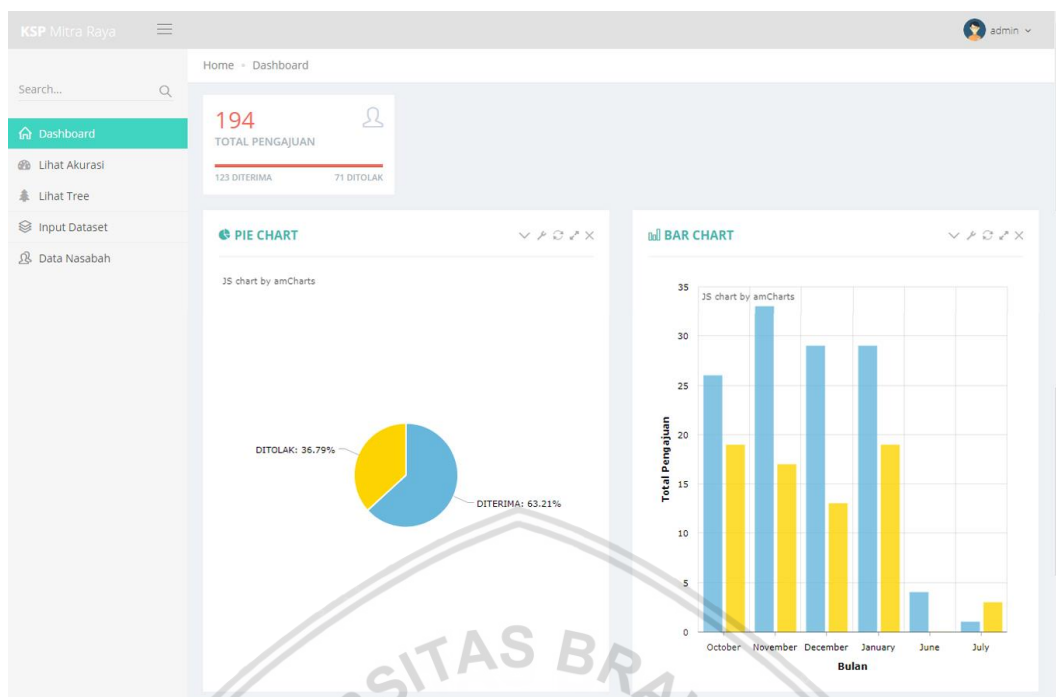 KSP Mitra Raya
admin
Home - Dashboard
Search...
Dashboard
Lihat Akurasi
Lihat Tree
Input Dataset
Data Nasabah
194
TOTAL PENGAJUAN
123 DITERIMA 71 DITOLAK
PIE CHART
JS chart by amCharts
DITOLAK: 36.79%
DITERIMA: 63.21%
BAR CHART
JS chart by amCharts
35
30
25
20
15
10
5
0
Total Pengajuan
October November December January June July
Bulan
SITAS BRA